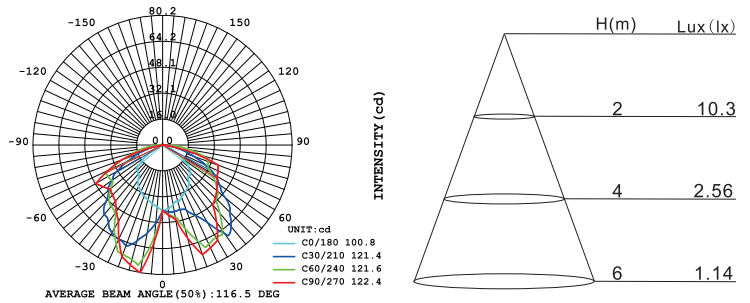 80.2
-150 150
64.2
48.1
-120 120
32.1
16.0
-90 0 0 90
-60 60
-30 30
0
UNIT:cd
C0/180 100.8
C30/210 121.4
C60/240 121.6
C90/270 122.4
AVERAGE BEAM ANGLE(50%):116.5 DEG
INTENSITY(cd)
H(m) Lux(lx)
2 10.3
4 2.56
6 1.14